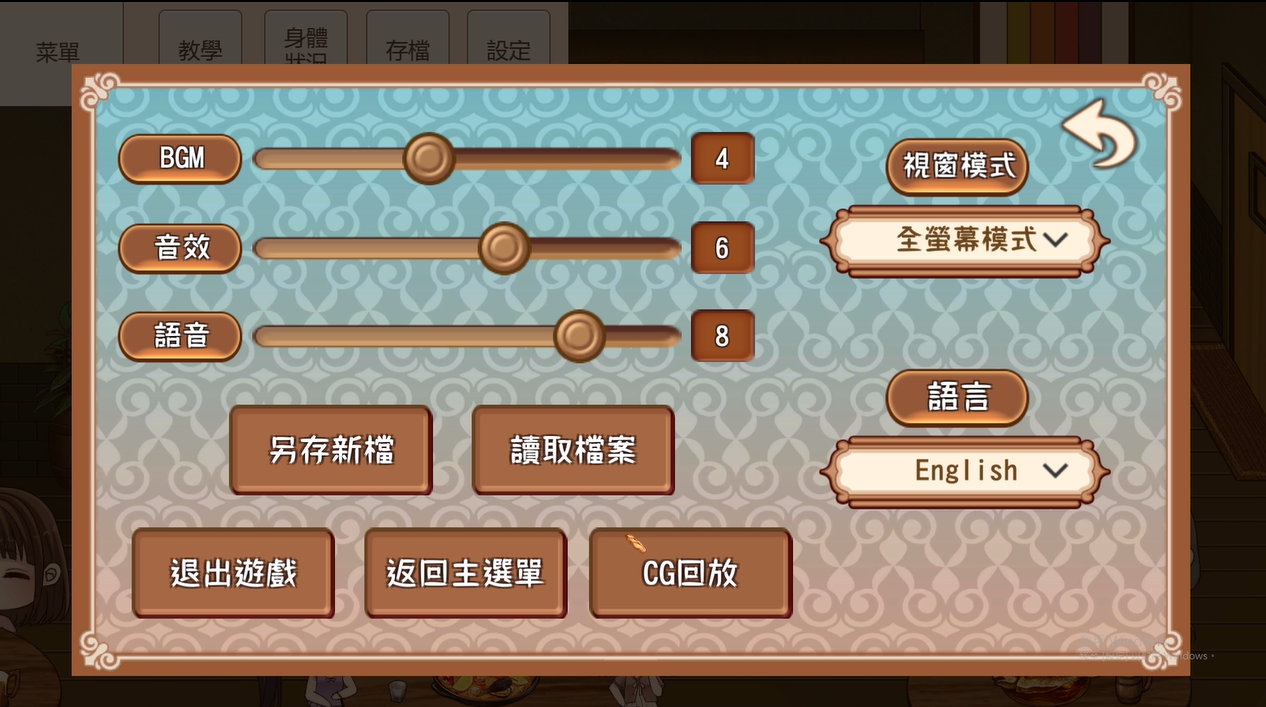 菜單
教學
身體
狀況
存檔
設定
BGM
4
視窗模式
音效
6
全螢幕模式
語音
8
語言
另存新檔
讀取檔案
English
退出遊戲
返回主選單
CG回放